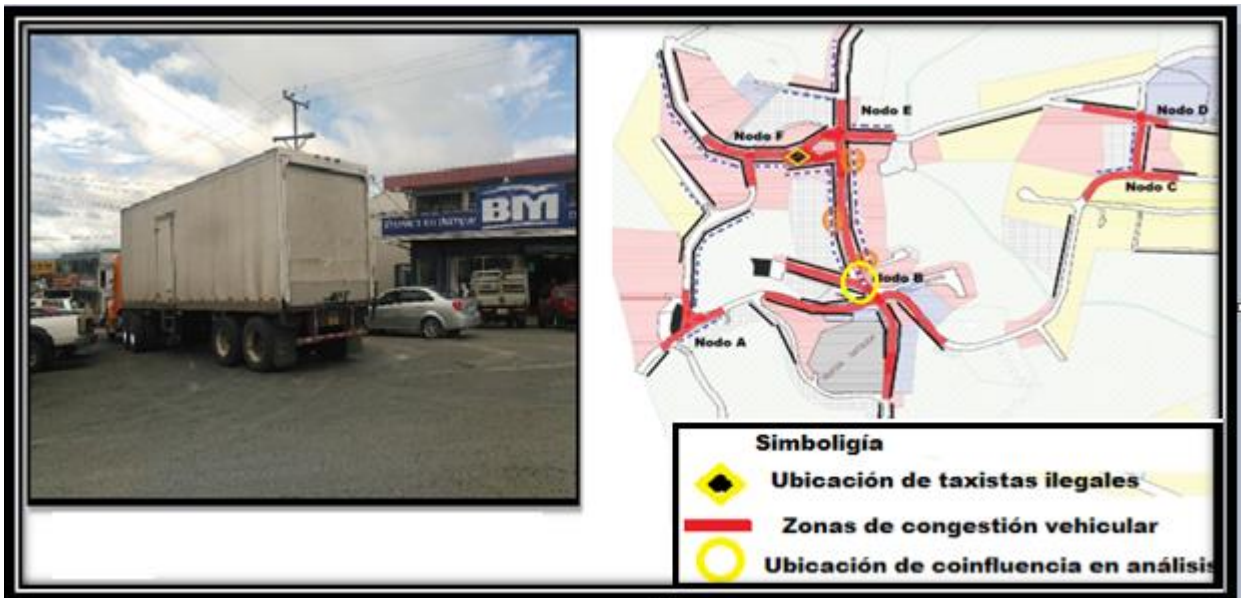 BM
Nodo E
Nodo D
Nodo F
Nodo C
Nodo B
Nodo A
Simboligía
Ubicación de taxistas ilegales
Zonas de congestión vehicular
Ubicación de coinfluencia en análisis